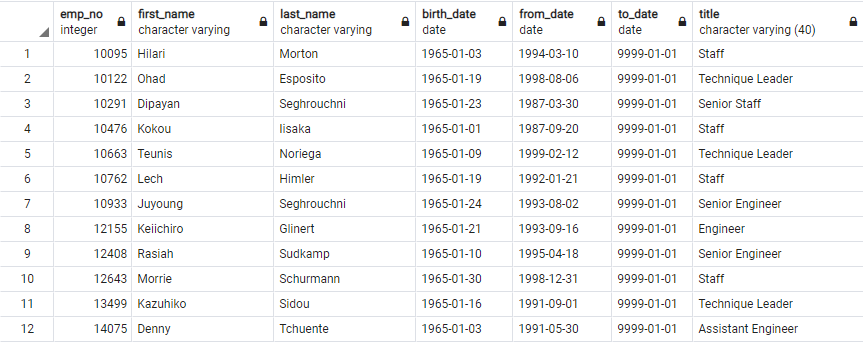 emp_no first_name last_name birth_date from_date to_date title
integer character varying character varying date date date character varying (40)
1 10095 Hilari Morton 1965-01-03 1994-03-10 9999-01-01 Staff
2 10122 Ohad Esposito 1965-01-19 1998-08-06 9999-01-01 Technique Leader
3 10291 Dipayan Seghrouchni 1965-01-23 1987-03-30 9999-01-01 Senior Staff
4 10476 Kokou Iisaka 1965-01-01 1987-09-20 9999-01-01 Staff
5 10663 Teunis Noriega 1965-01-09 1999-02-12 9999-01-01 Technique Leader
6 10762 Lech Himler 1965-01-19 1992-01-21 9999-01-01 Staff
7 10933 Juyoung Seghrouchni 1965-01-24 1993-08-02 9999-01-01 Senior Engineer
8 12155 Keiichiro Glinert 1965-01-21 1993-09-16 9999-01-01 Engineer
9 12408 Rasiah Sudkamp 1965-01-10 1995-04-18 9999-01-01 Senior Engineer
10 12643 Morrie Schurmann 1965-01-30 1998-12-31 9999-01-01 Staff
11 13499 Kazuhiko Sidou 1965-01-16 1991-09-01 9999-01-01 Technique Leader
12 14075 Denny Tchuente 1965-01-03 1991-05-30 9999-01-01 Assistant Engineer